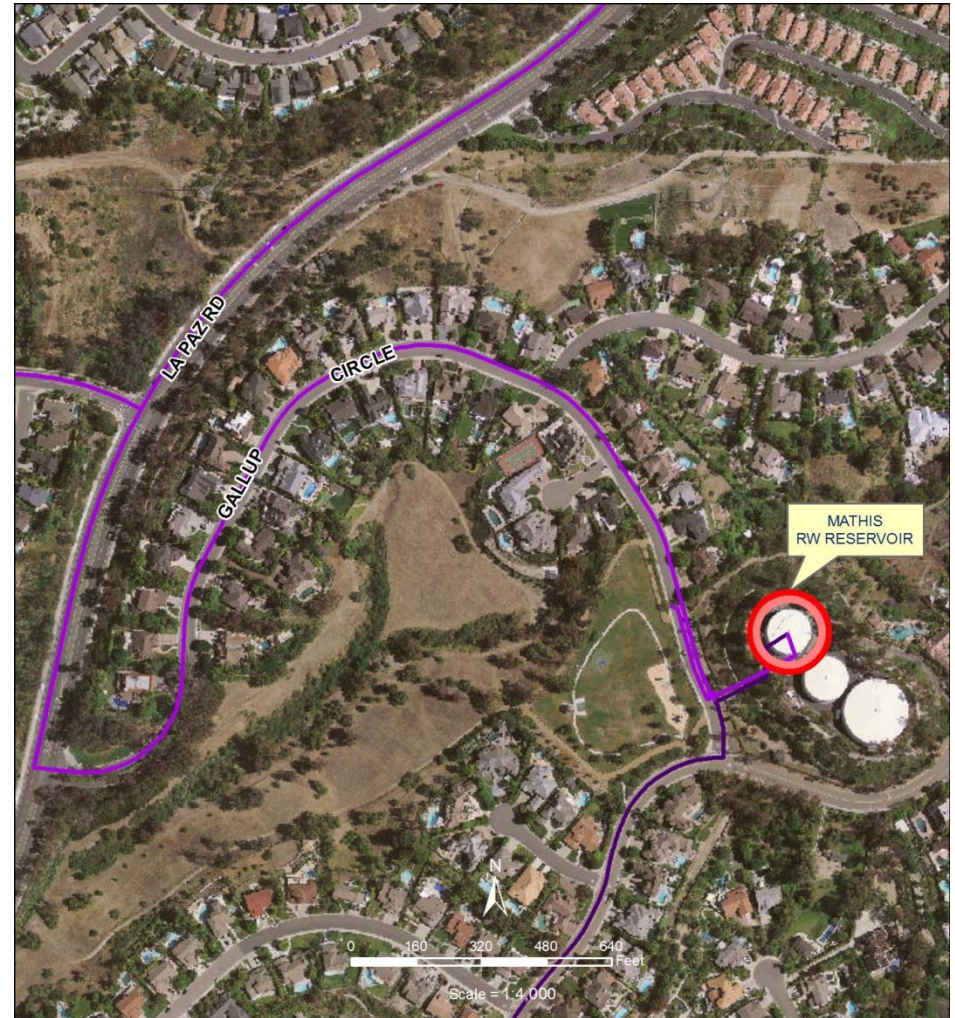 LA PAZ RD
GALLUP CIRCLE
MATHIS
RW RESERVOIR
N
0 160 320 480 640
Feet
Scale = 1:4,000